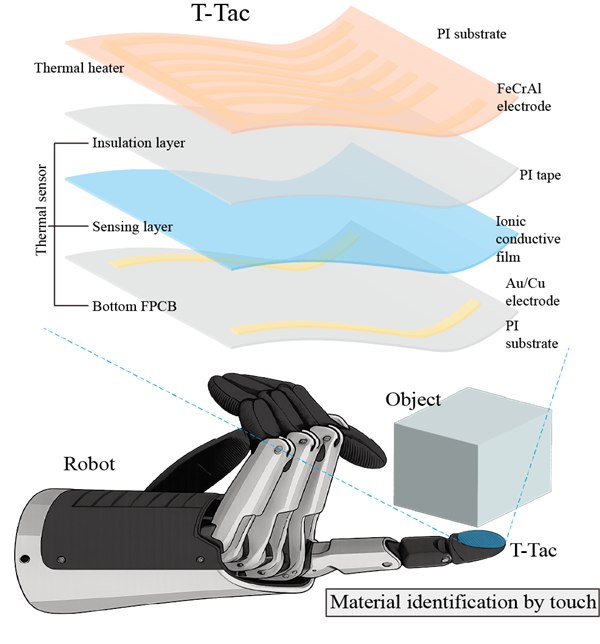 T-Tac
PI substrate
Thermal heater
FeCrAl
electrode
Insulation layer
PI tape
Thermal sensor
Sensing layer
Ionic
conductive
film
Au/Cu
electrode
Bottom FPCB
PI
substrate
Object
Robot
T-Tac
Material identification by touch